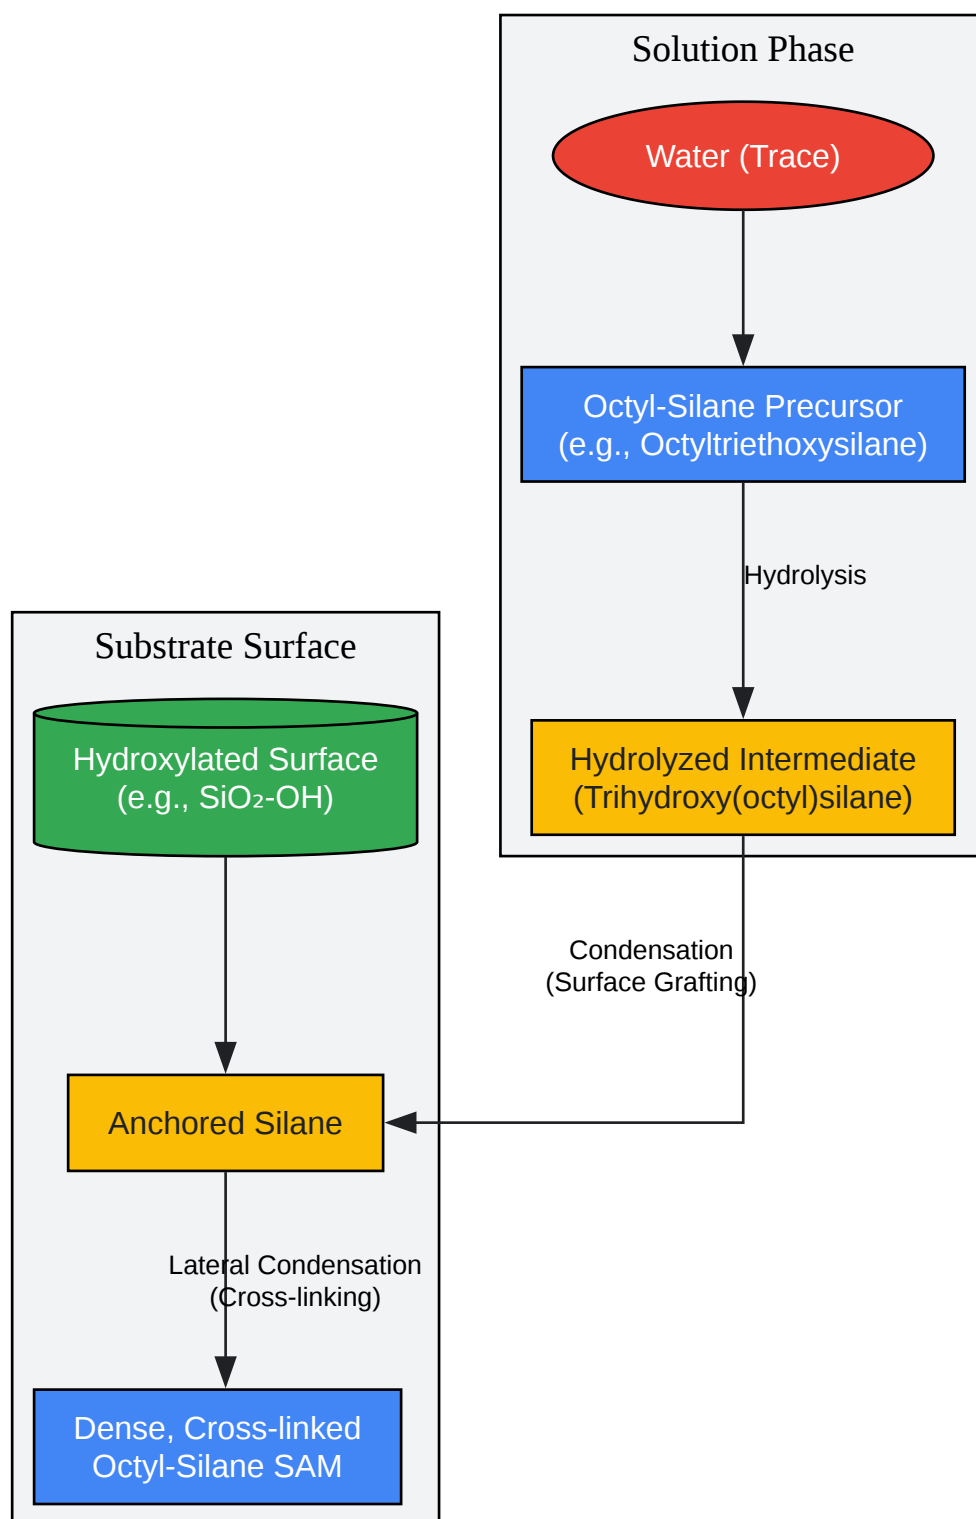 Solution Phase
Water (Trace)
Octyl-Silane Precursor
(e.g., Octyltriethoxysilane)
Hydrolysis
Substrate Surface
Hydroxylated Surface
(e.g., SiO₂-OH)
Hydrolyzed Intermediate
(Trihydroxy(octyl)silane)
Condensation
(Surface Grafting)
Anchored Silane
Lateral Condensation
(Cross-linking)
Dense, Cross-linked
Octyl-Silane SAM